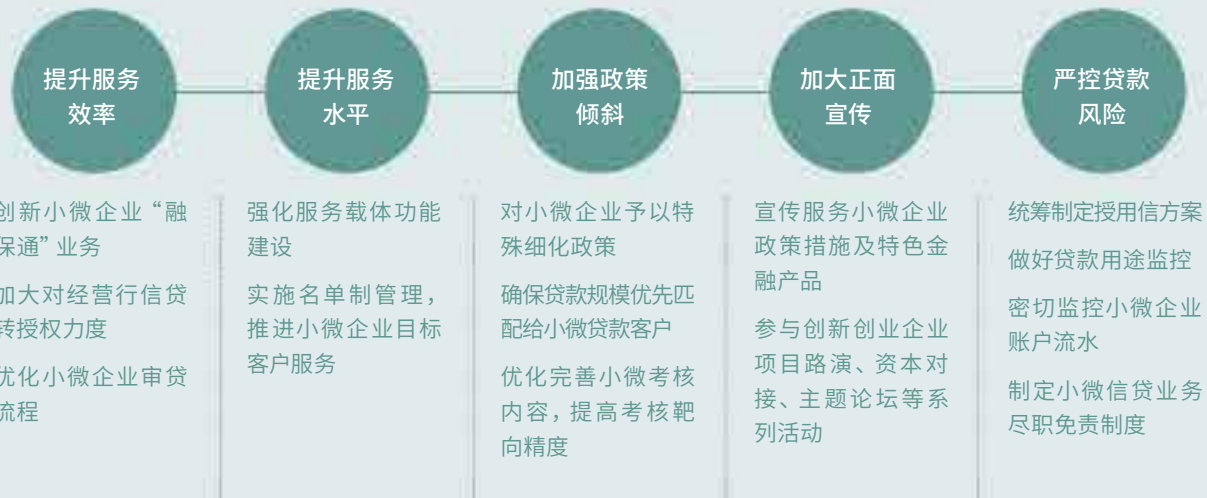 提升服务
效率
提升服务
水平
加强政策
倾斜
加大正面
宣传
严控贷款
风险
创新小微企业“融
保通”业务
加大对经营行信贷
转授权力度
优化小微企业审贷
流程
强化服务载体功能
建设
实施名单制管理，
推进小微企业目标
客户服务
对小微企业予以特
殊细化政策
确保贷款规模优先匹
配给小微贷款客户
优化完善小微考核
内容，提高考核靶
向精度
宣传服务小微企业
政策措施及特色金
融产品
参与创新创业企业
项目路演、资本对
接、主题论坛等系
列活动
统筹制定授用信方案
做好贷款用途监控
密切监控小微企业
账户流水
制定小微信贷业务
尽职免责制度